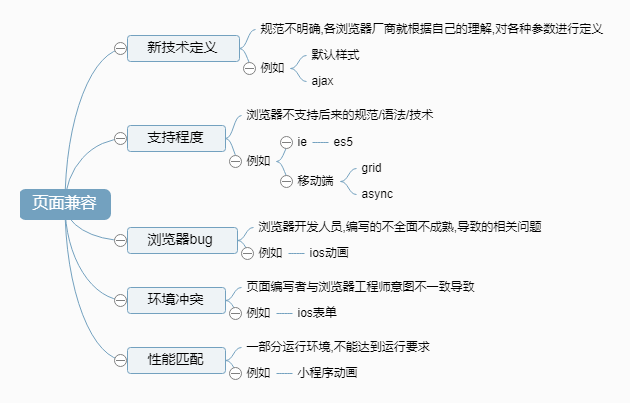 新技术定义
规范不明确,各浏览器厂商就根据自己的理解,对各种参数进行定义
例如
默认样式
ajax
支持程度
浏览器不支持后来的规范/语法/技术
例如
ie
es5
移动端
grid
async
页面兼容
浏览器bug
浏览器开发人员,编写的不全面不成熟,导致的相关问题
例如
ios动画
环境冲突
页面编写者与浏览器工程师意图不一致导致
例如
ios表单
性能匹配
一部分运行环境,不能达到运行要求
例如
小程序动画